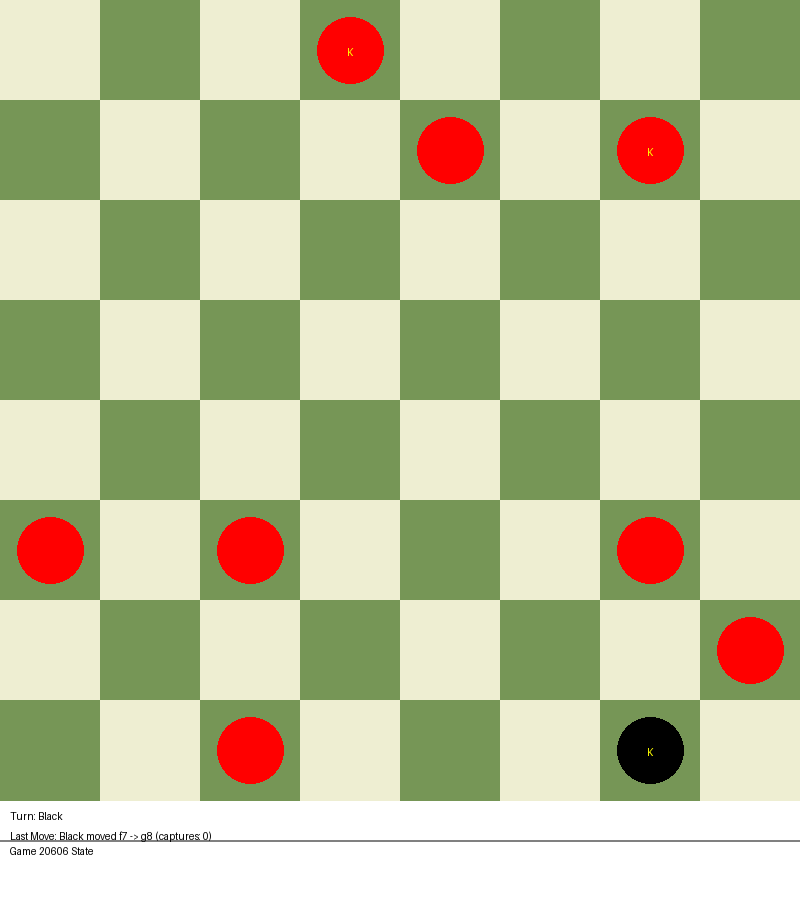 K
K
K
Turn: Black
Last Move: Black moved f7 -> g8 (captures: 0)
Game 20606 State